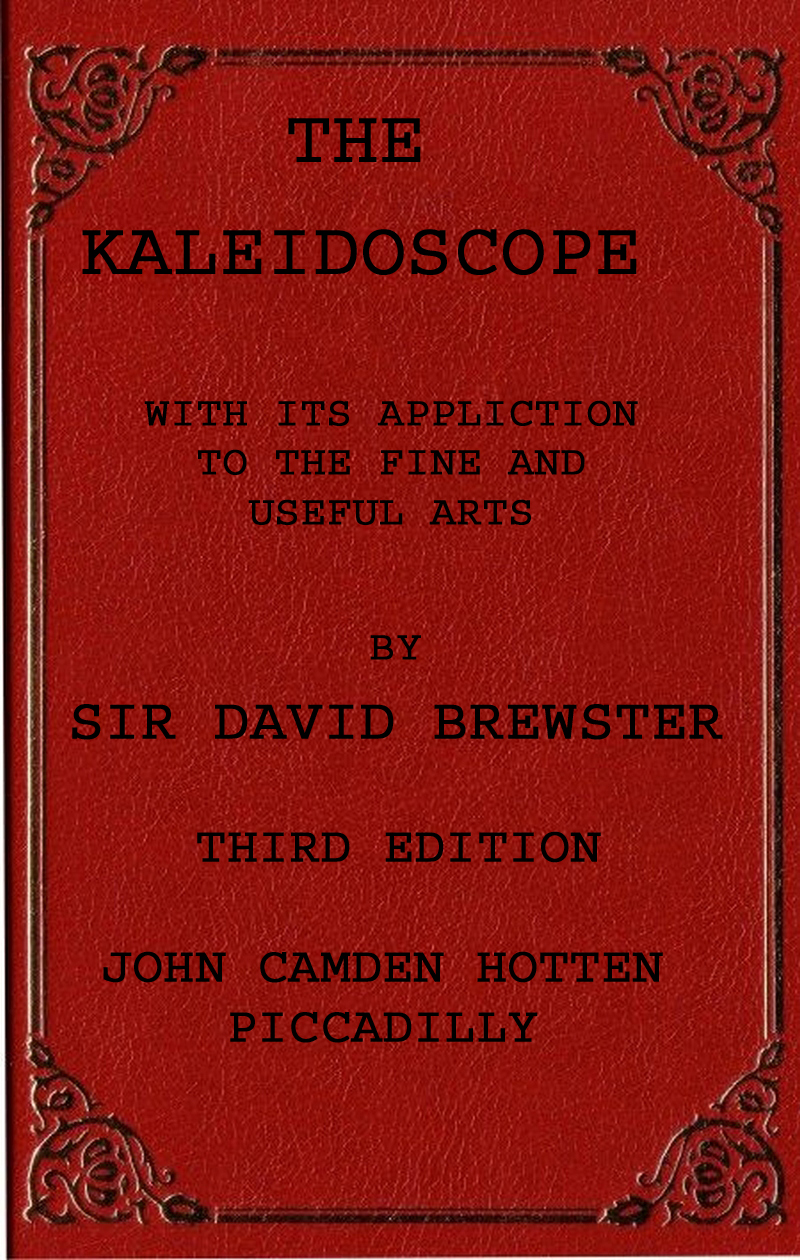 THE
KALEIDOSCOPE
WITH ITS APPLICTION
TO THE FINE AND
USEFUL ARTS
BY
SIR DAVID BREWSTER
THIRD EDITION
JOHN CAMDEN HOTTEN
PICCADILLY